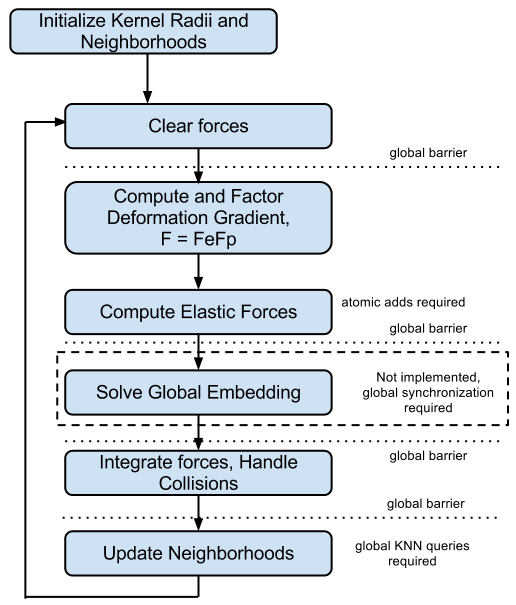 Initialize Kernel Radii and
Neighborhoods
Clear forces
global barrier
Compute and Factor
Deformation Gradient,
F = FeFp
Compute Elastic Forces
atomic adds required
global barrier
Solve Global Embedding
Not implemented,
global synchronization
required
Integrate forces, Handle
Collisions
global barrier
global barrier
Update Neighborhoods
global KNN queries
required